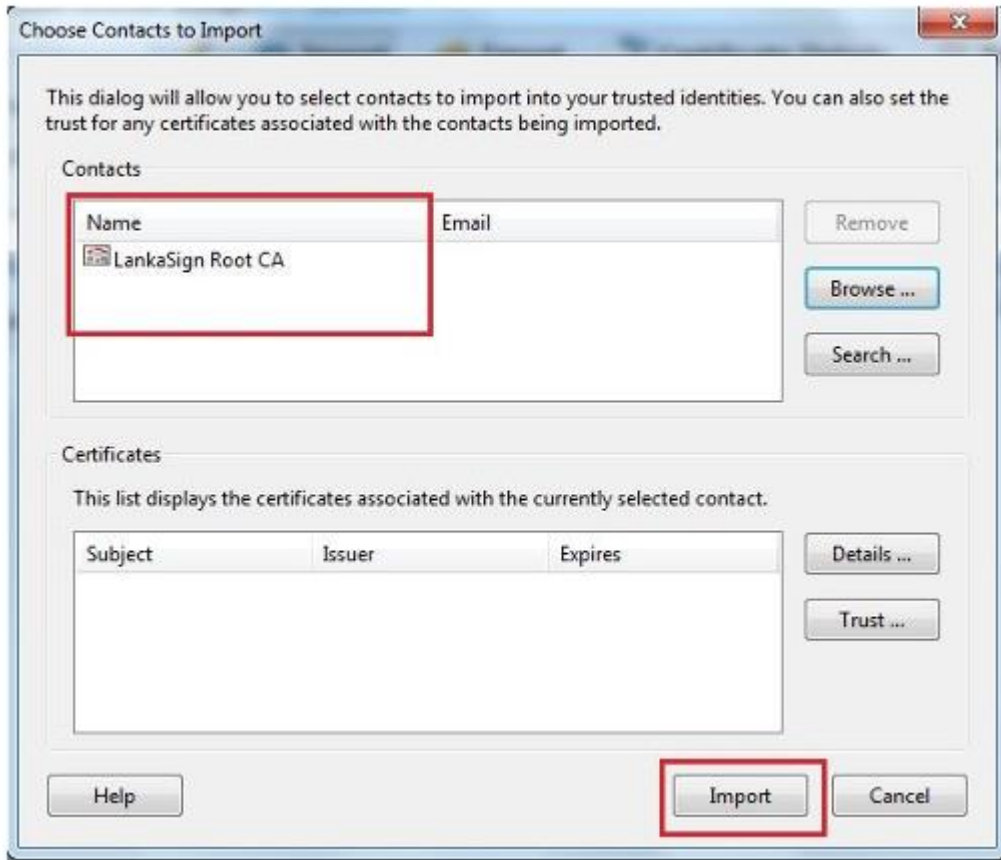 Choose Contacts to Import
This dialog will allow you to select contacts to import into your trusted identities. You can also set the
trust for any certificates associated with the contacts being imported.
Contacts
Name Email
LankaSign Root CA
Remove
Browse ...
Search ...
Certificates
This list displays the certificates associated with the currently selected contact.
Subject Issuer Expires
Details ...
Trust ...
Help Import Cancel